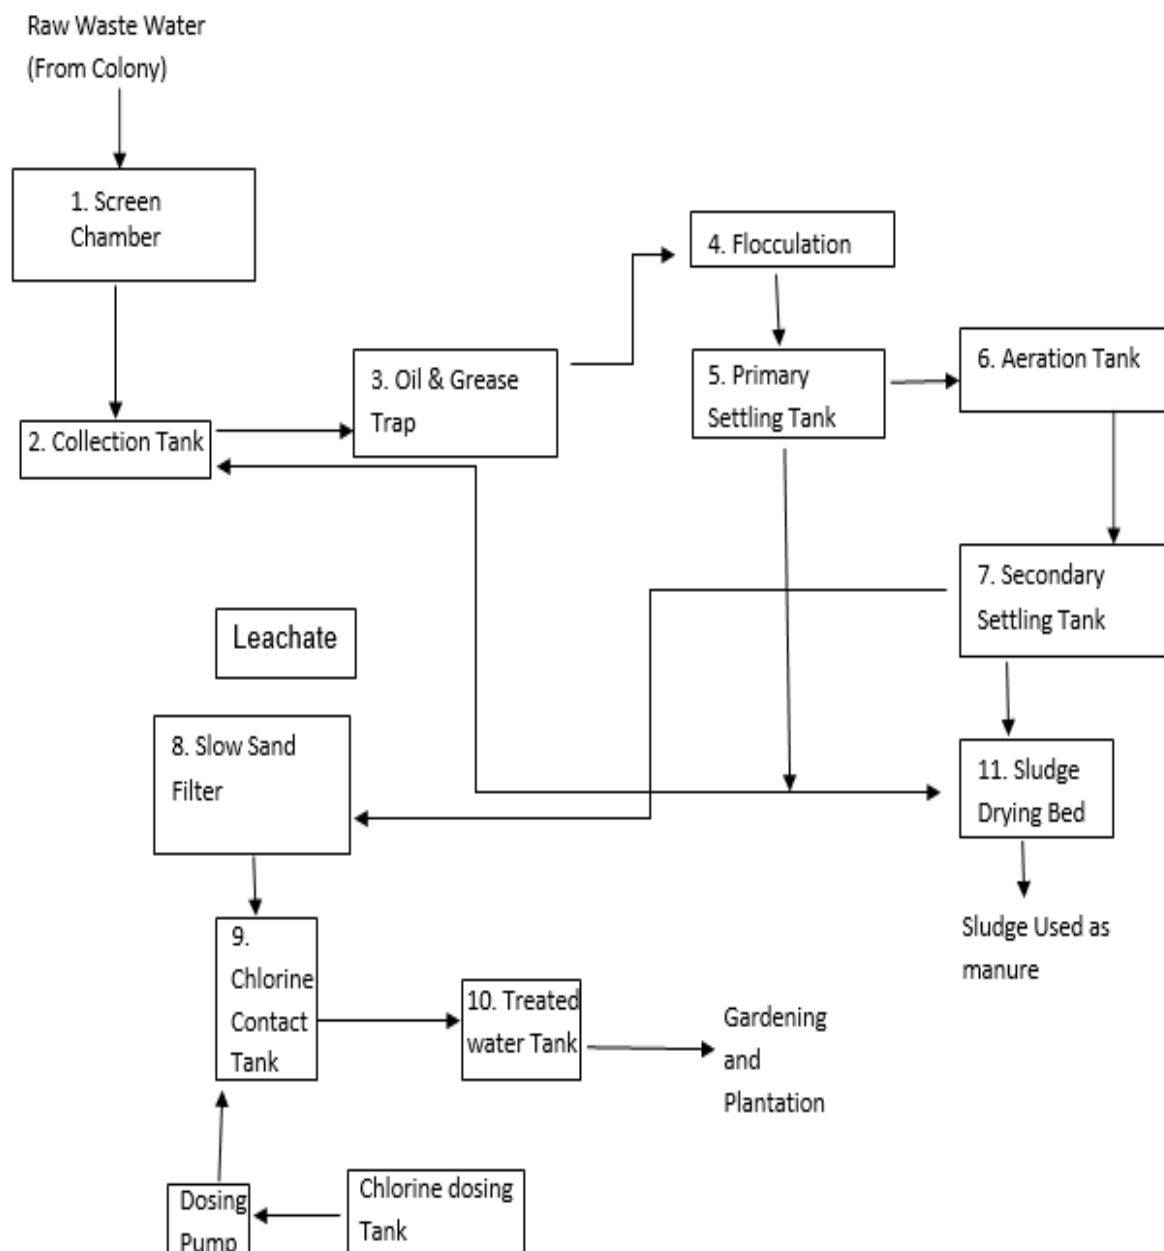 Raw Waste Water
(From Colony)
1. Screen
Chamber
2. Collection Tank
3. Oil & Grease
Trap
4. Flocculation
5. Primary
Settling Tank
6. Aeration Tank
7. Secondary
Settling Tank
Leachate
8. Slow Sand
Filter
11. Sludge
Drying Bed
Sludge Used as
manure
9.
Chlorine
Contact
Tank
10. Treated
water Tank
Gardening
and
Plantation
Dosing
Pump
Chlorine dosing
Tank